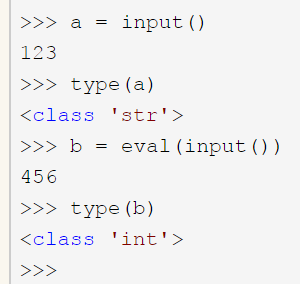 >>> a = input()
123
>>> type(a)
<class 'str'>
>>> b = eval(input())
456
>>> type(b)
<class 'int'>
>>>